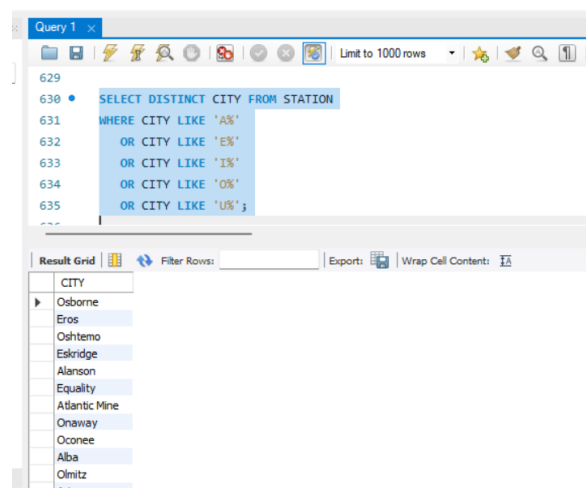 Query 1
Limit to 1000 rows
629
630 SELECT DISTINCT CITY FROM STATION
631 WHERE CITY LIKE 'A%'
632 OR CITY LIKE 'E%'
633 OR CITY LIKE 'I%'
634 OR CITY LIKE 'O%'
635 OR CITY LIKE 'U%';
Result Grid Filter Rows: Export: Wrap Cell Content:
CITY
Osborne
Eros
Oshtemo
Eskridge
Alanson
Equality
Atlantic Mine
Onaway
Oconee
Alba
Olmitz